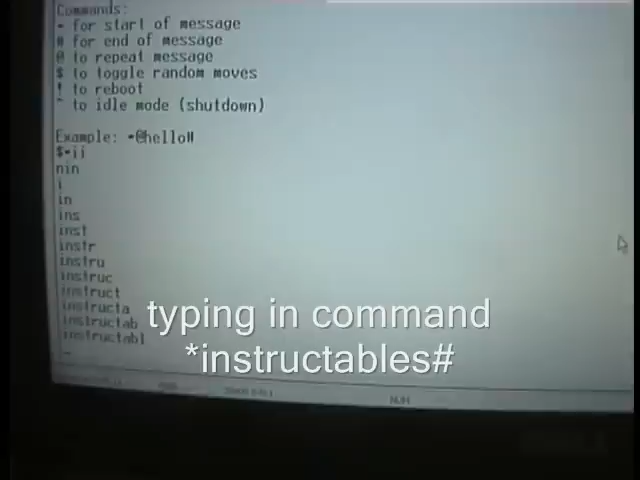 Commands:
* for start of message
# for end of message
@ to repeat message
$ to toggle random moves
! to reboot
^ to idle mode (shutdown)
Example: *@hello#
$*ii
nin
i
in
ins
inst
instr
instru
instruc
instruct
instructa
instructab
instructabl
typing in command
*instructables#
NUM